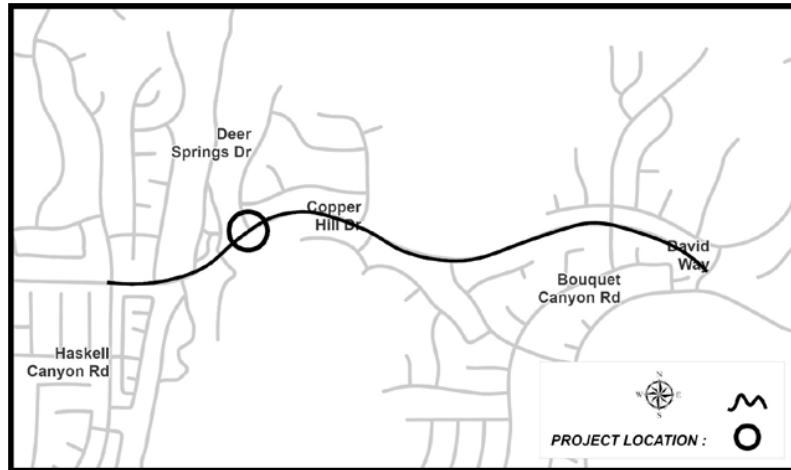 Deer
Springs Dr
Copper
Hill Dr
David
Way
Bouquet
Canyon Rd
Haskell
Canyon Rd
N
W E
S
PROJECT LOCATION :